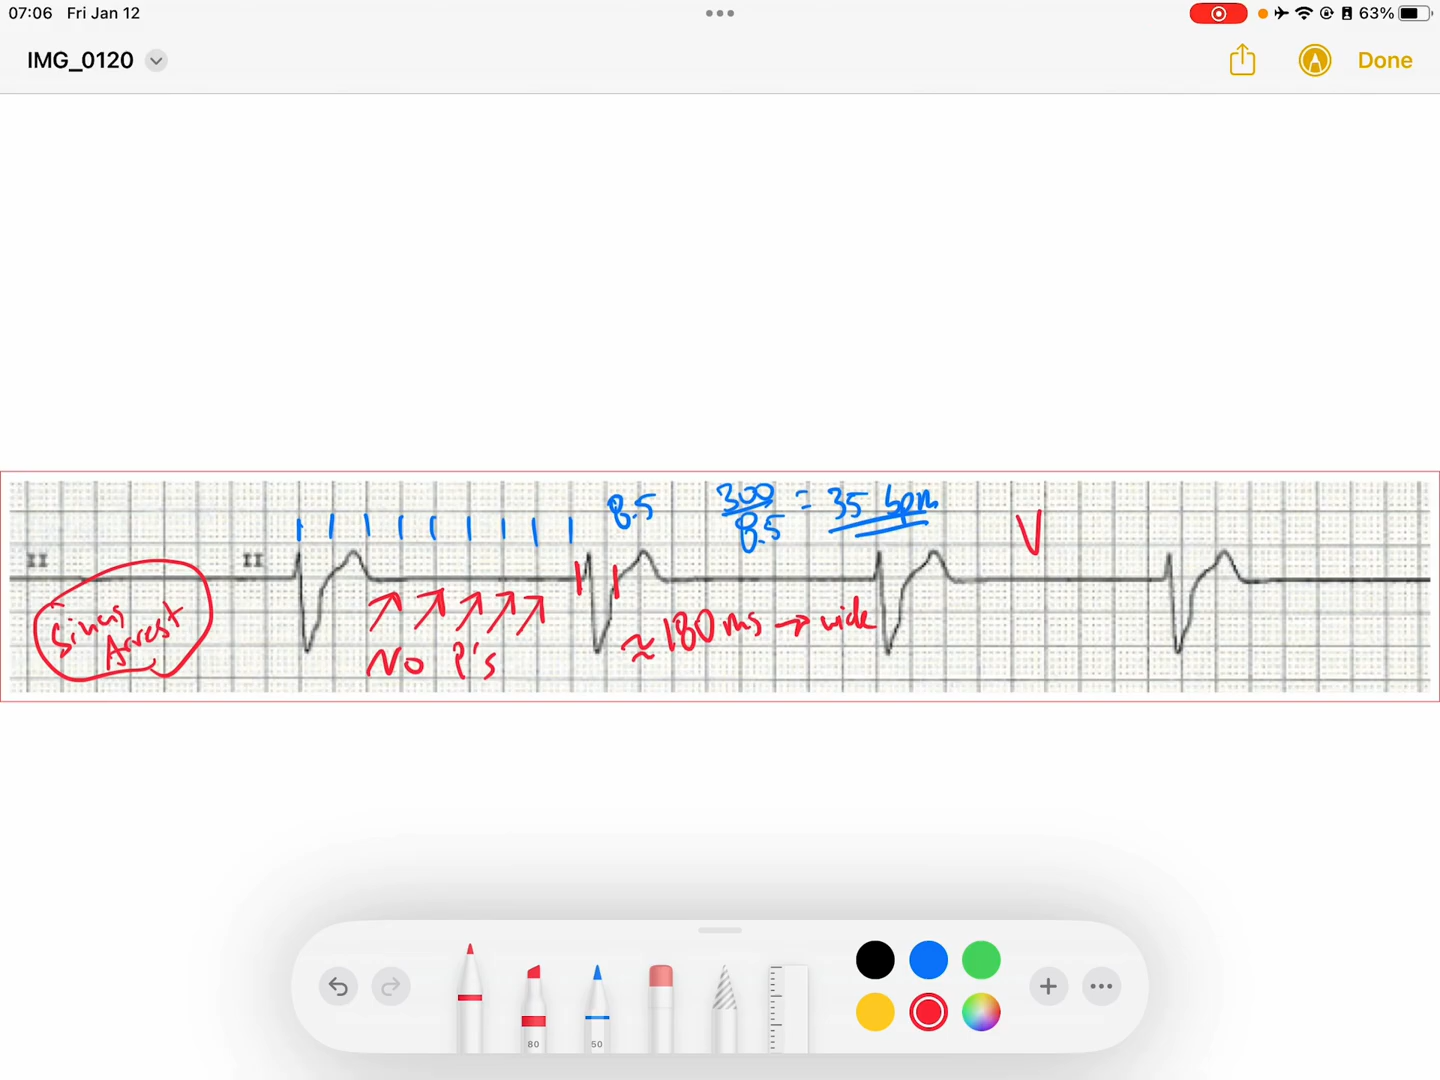 07:06 Fri Jan 12
63%
IMG_0120
Done
8.5
300
8.5
= 35 bpm
V
II
II
Sinus
Arrest
No P's
≈ 180 ms → wide
80
50